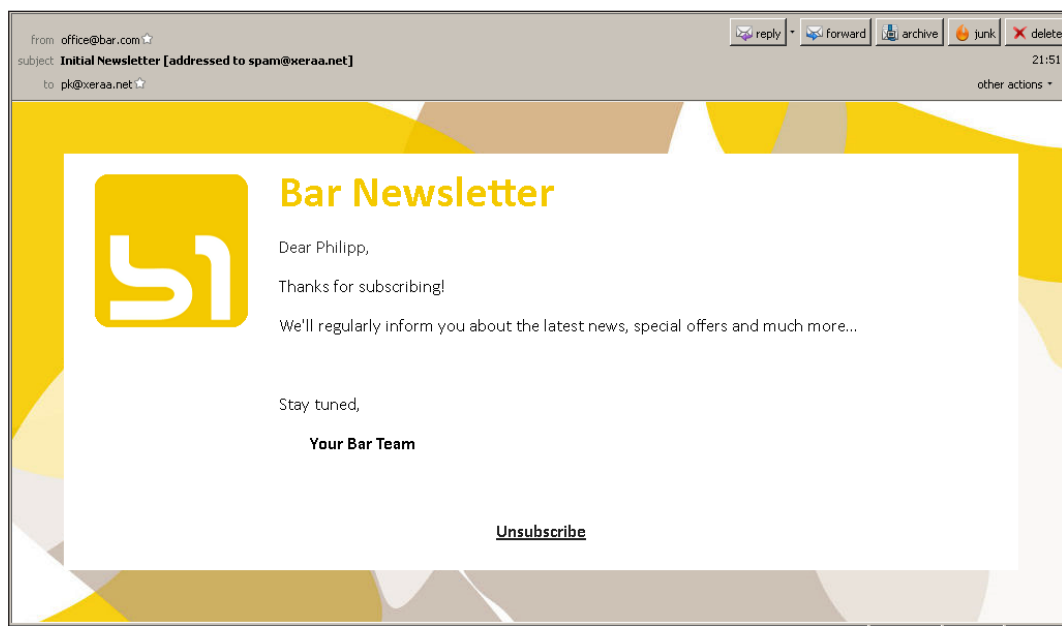 from office@bar.com
reply forward archive junk delete
subject Initial Newsletter [addressed to spam@xeraa.net]
21:51
to pk@xeraa.net
other actions
Bar Newsletter
Dear Philipp,
Thanks for subscribing!
We'll regularly inform you about the latest news, special offers and much more...
Stay tuned,
Your Bar Team
Unsubscribe